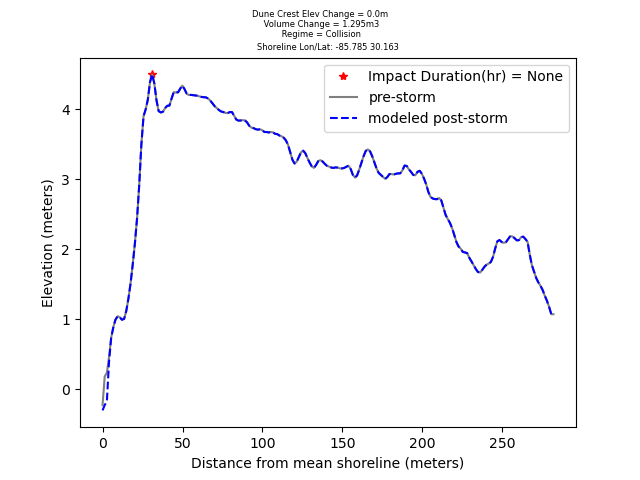 Dune Crest Elev Change = 0.0m
Volume Change = 1.295m3
Regime = Collision
Shoreline Lon/Lat: -85.785 30.163
Impact Duration(hr) = None
pre-storm
modeled post-storm
4
3
2
1
0
Elevation (meters)
0 50 100 150 200 250
Distance from mean shoreline (meters)